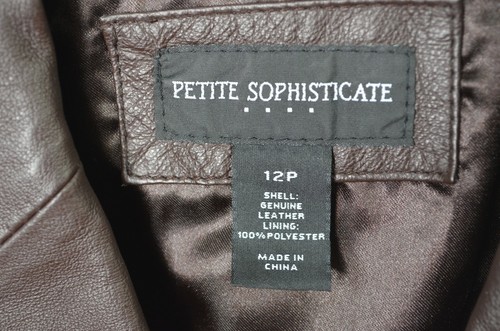 PETITE SOPHISTICATE
12P
SHELL:
GENUINE
LEATHER
LINING:
100% POLYESTER
MADE IN
CHINA